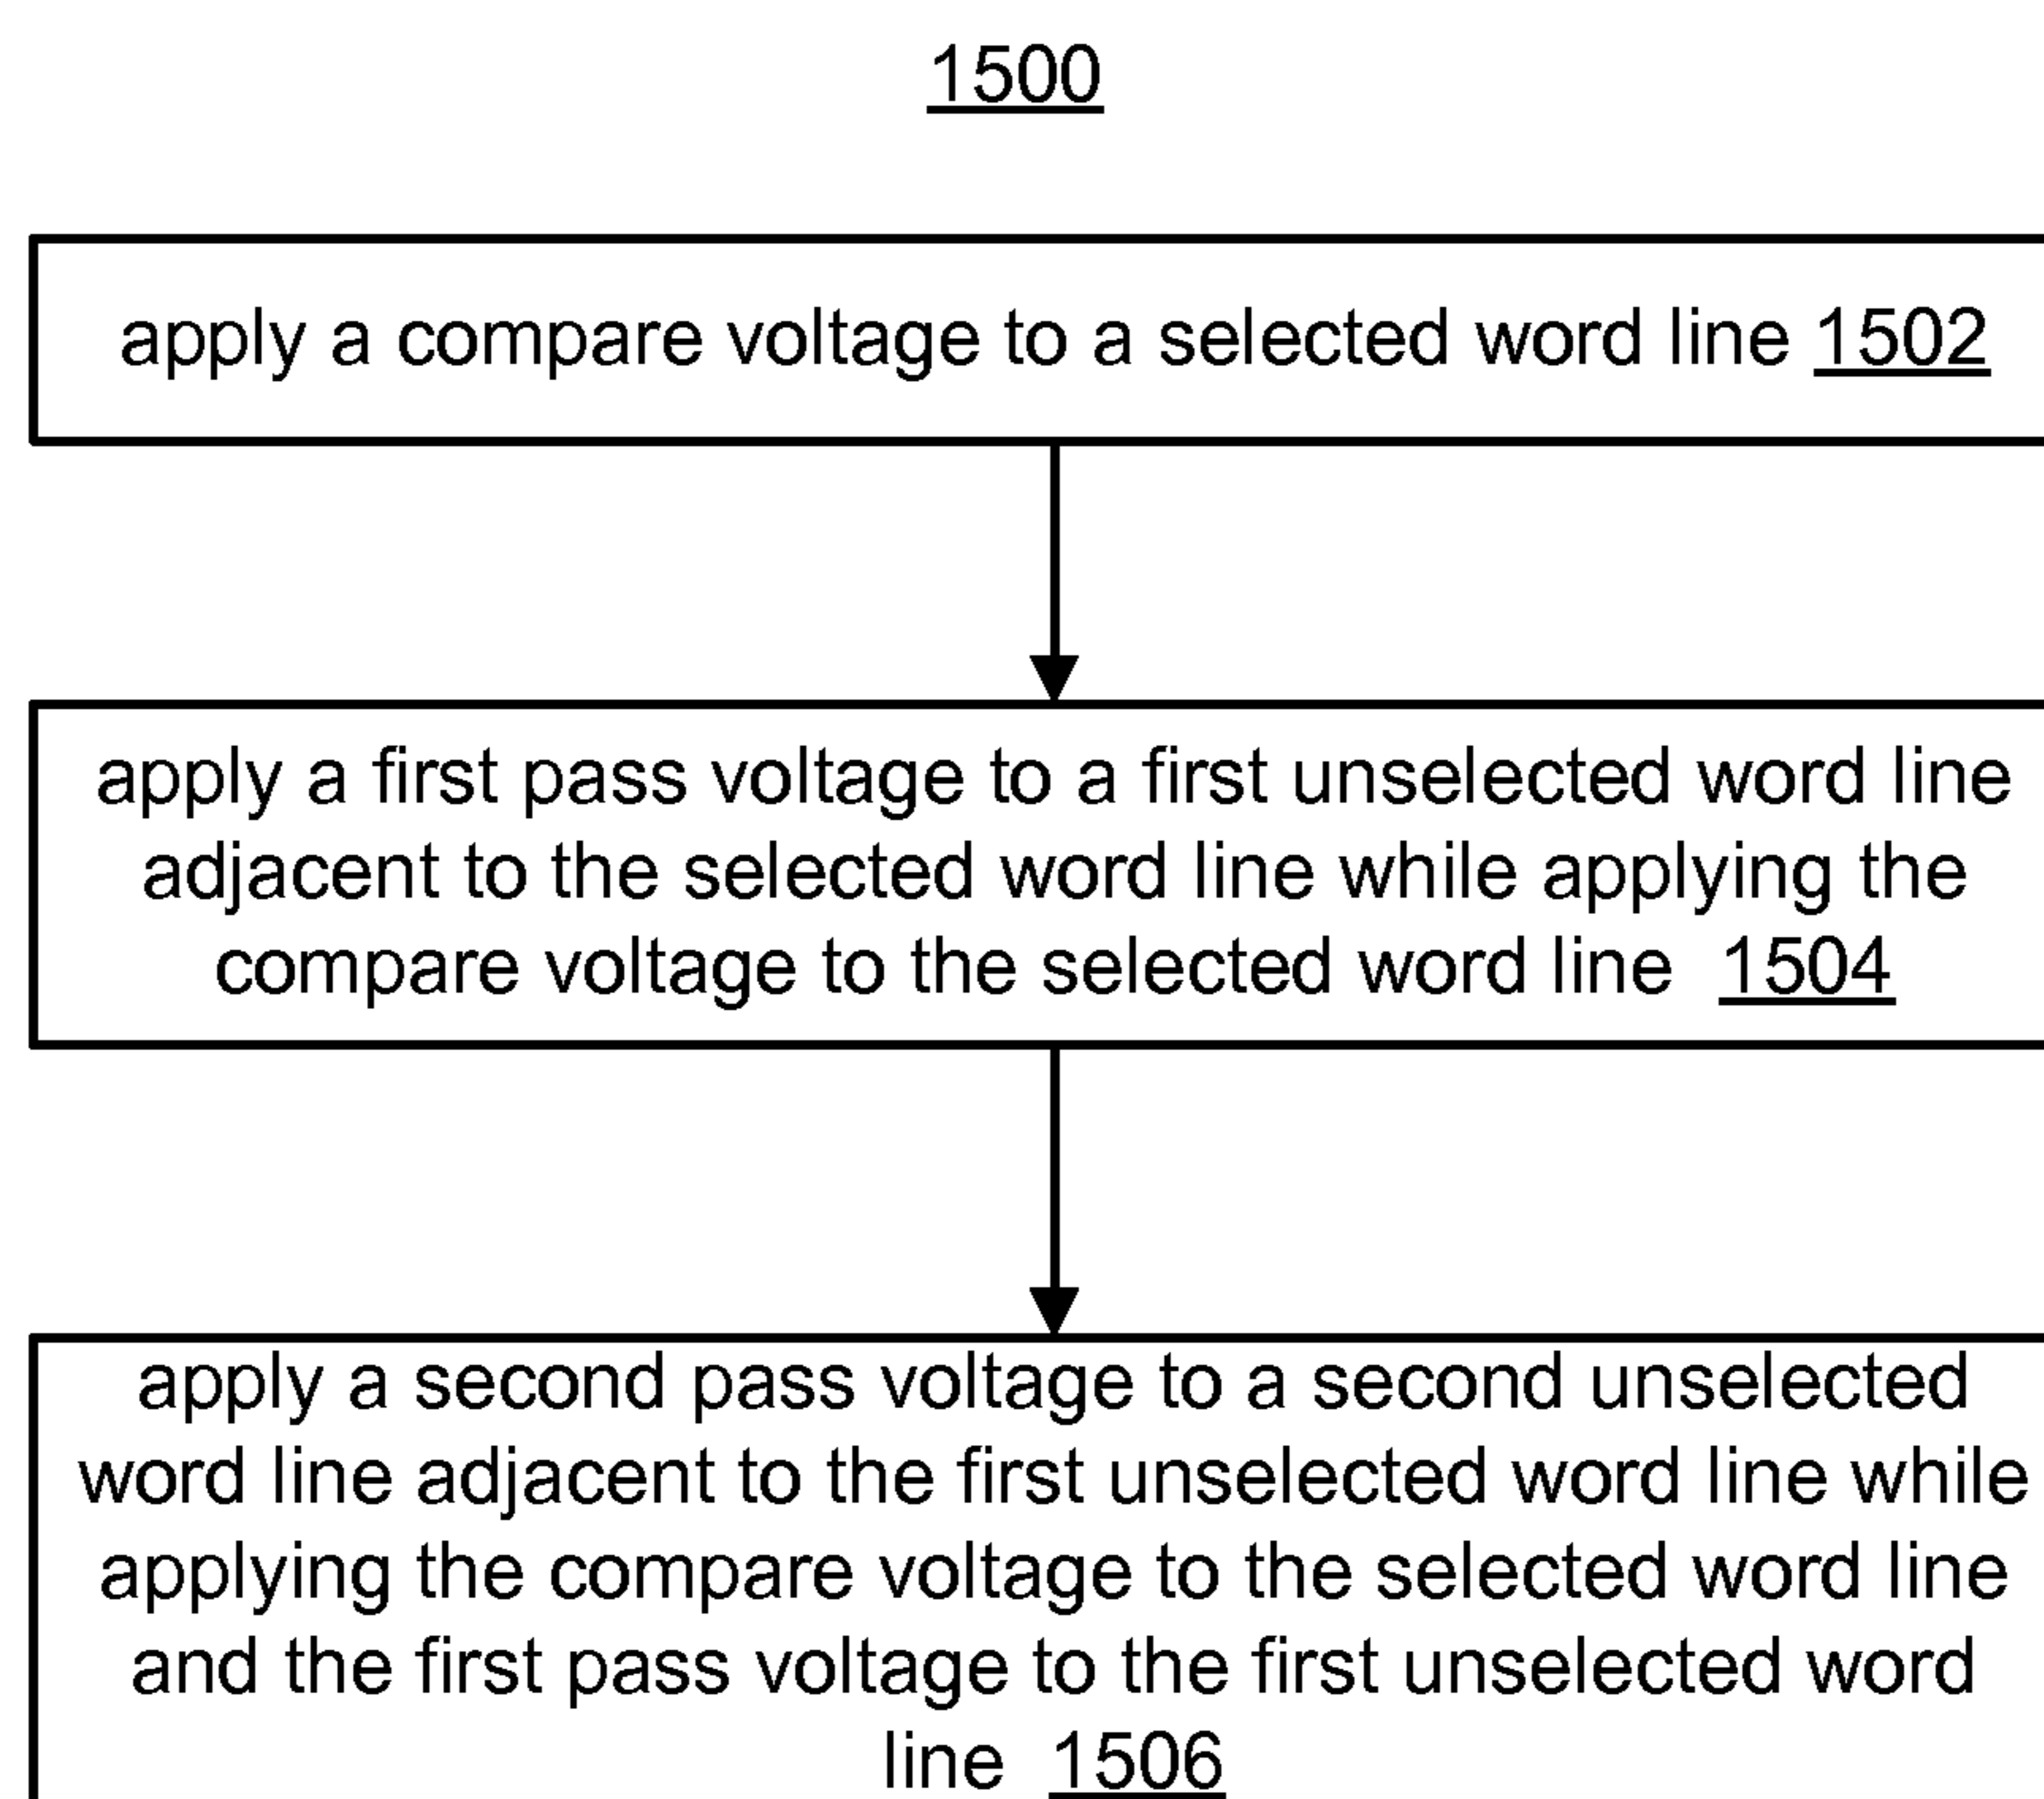 1500
apply a compare voltage to a selected word line 1502
apply a first pass voltage to a first unselected word line
adjacent to the selected word line while applying the
compare voltage to the selected word line 1504
apply a second pass voltage to a second unselected
word line adjacent to the first unselected word line while
applying the compare voltage to the selected word line
and the first pass voltage to the first unselected word
line 1506